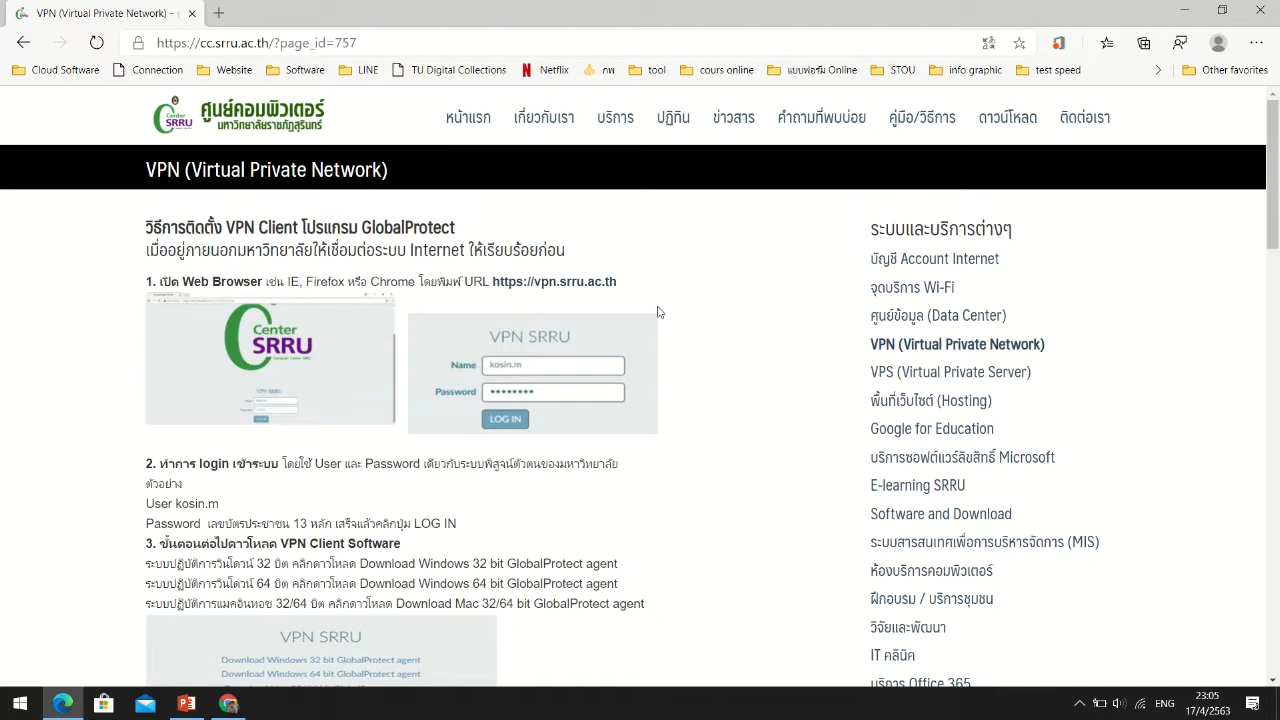 VPN (Virtual Private Network) –
https://cc.srru.ac.th/?page_id=757
Cloud Software Connection Website Software LINE TU Digital Collections Netflix กพ tool cours online แบบฟอร์ม Online STOU info graphic test speed Other favorites
Center SRRU ศูนย์คอมพิวเตอร์
มหาวิทยาลัยราชภัฏสุรินทร์
หน้าแรก เกี่ยวกับเรา บริการ ปฏิทิน ข่าวสาร คำถามที่พบบ่อย คู่มือ/วิธีการ ดาวน์โหลด ติดต่อเรา
VPN (Virtual Private Network)
วิธีการติดตั้ง VPN Client โปรแกรม GlobalProtect
เมื่ออยู่ภายนอกมหาวิทยาลัยให้เชื่อมต่อระบบ Internet ให้เรียบร้อยก่อน
1. เปิด Web Browser เช่น IE, Firefox หรือ Chrome โดยพิมพ์ URL https://vpn.srru.ac.th
Center
SRRU
VPN SRRU
VPN SRRU
Name kosin.m
Password ••••••••
LOG IN
2. ทำการ login เข้าระบบ โดยใช้ User และ Password เดียวกับระบบพิสูจน์ตัวตนของมหาวิทยาลัย
ตัวอย่าง
User kosin.m
Password เลขบัตรประชาชน 13 หลัก เสร็จแล้วคลิกปุ่ม LOG IN
3. ขั้นตอนต่อไปดาวโหลด VPN Client Software
ระบบปฏิบัติการวินโดวน์ 32 บิต คลิกดาวโหลด Download Windows 32 bit GlobalProtect agent
ระบบปฏิบัติการวินโดวน์ 64 บิต คลิกดาวโหลด Download Windows 64 bit GlobalProtect agent
ระบบปฏิบัติการแมคอินทอช 32/64 บิต คลิกดาวโหลด Download Mac 32/64 bit GlobalProtect agent
VPN SRRU
Download Windows 32 bit GlobalProtect agent
Download Windows 64 bit GlobalProtect agent
ระบบและบริการต่างๆ
บัญชี Account Internet
จุดบริการ Wi-Fi
ศูนย์ข้อมูล (Data Center)
VPN (Virtual Private Network)
VPS (Virtual Private Server)
พื้นที่เว็บไซต์ (Hosting)
Google for Education
บริการซอฟต์แวร์ลิขสิทธิ์ Microsoft
E-learning SRRU
Software and Download
ระบบสารสนเทศเพื่อการบริหารจัดการ (MIS)
ห้องบริการคอมพิวเตอร์
ฝึกอบรม / บริการชุมชน
วิจัยและพัฒนา
IT คลินิค
บริการ Office 365
ENG
23:05
17/4/2563